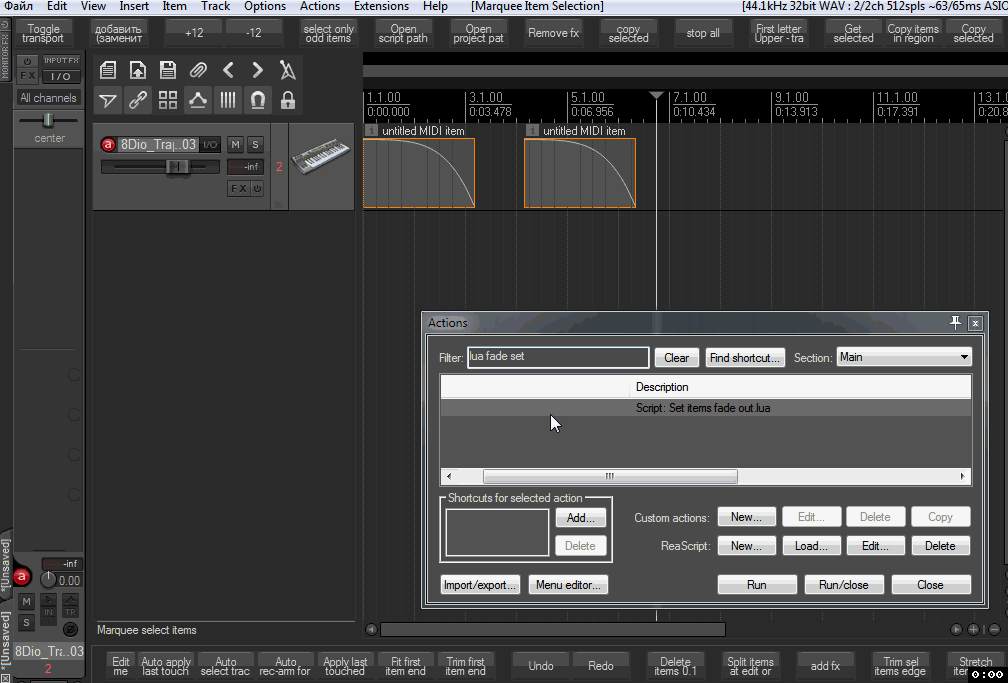 Файл Edit View Insert Item Track Options Actions Extensions Help [Marquee Item Selection] [44.1kHz 32bit WAV : 2/2ch 512spls ~63/65ms ASIO
Toggle transport
добавить (заменит
+12
-12
select only odd items
Open script path
Open project pat
Remove fx
copy selected
stop all
First letter Upper - tra
Get selected
Copy items in region
Copy selected
MONITOR FX
INPUT FX
FX
I/O
All channels
center
1.1.00 3.1.00 5.1.00 7.1.00 9.1.00 11.1.00 13.1.0
0:00.000 0:03.478 0:06.956 0:10.434 0:13.913 0:17.391 0:20.8
untitled MIDI item
untitled MIDI item
a 8Dio_Traj..03 I/O M S
-inf
FX
2
Actions
Filter: lua fade set Clear Find shortcut... Section: Main
Description
Script: Set items fade out.lua
Shortcuts for selected action
Add...
Delete
Custom actions: New... Edit... Delete Copy
ReaScript: New... Load... Edit... Delete
Import/export... Menu editor... Run Run/close Close
*[Unsaved]
*[Unsaved]
-inf
a 0.00
M IN TR
S
8Dio_Tr..03
2
Marquee select items
Edit me
Auto apply last touch
Auto select trac
Auto rec-arm for
Apply last touched
Fit first item end
Trim first item end
Undo
Redo
Delete items 0.1
Split items at edit or
add fx
Trim sel items edge
Stretch
0:00